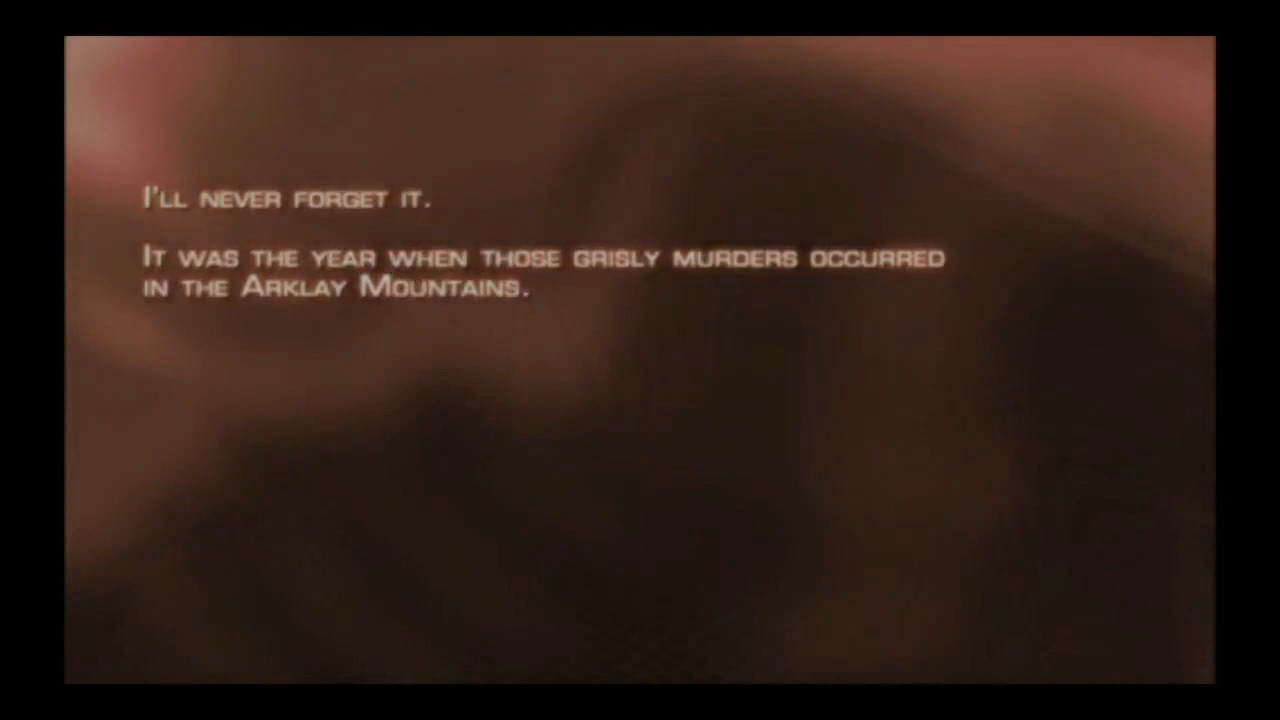 I'll never forget it.
It was the year when those grisly murders occurred
in the Arklay Mountains.